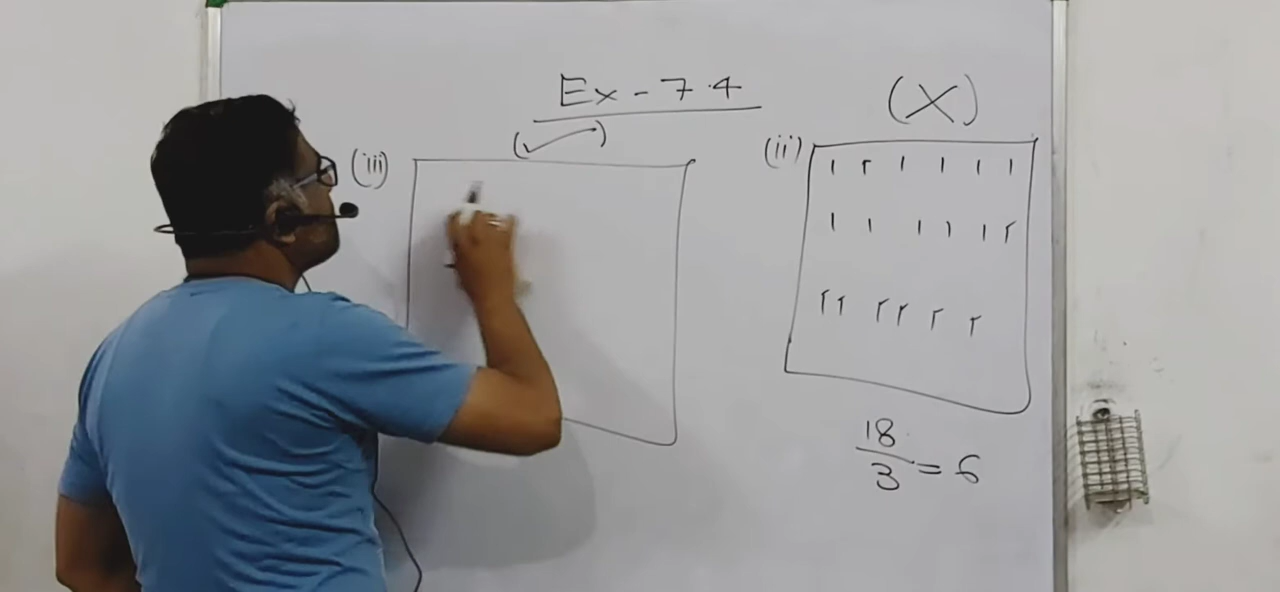 Ex - 7.4
(X)
(iii) (✓)
(ii)
18
3 = 6